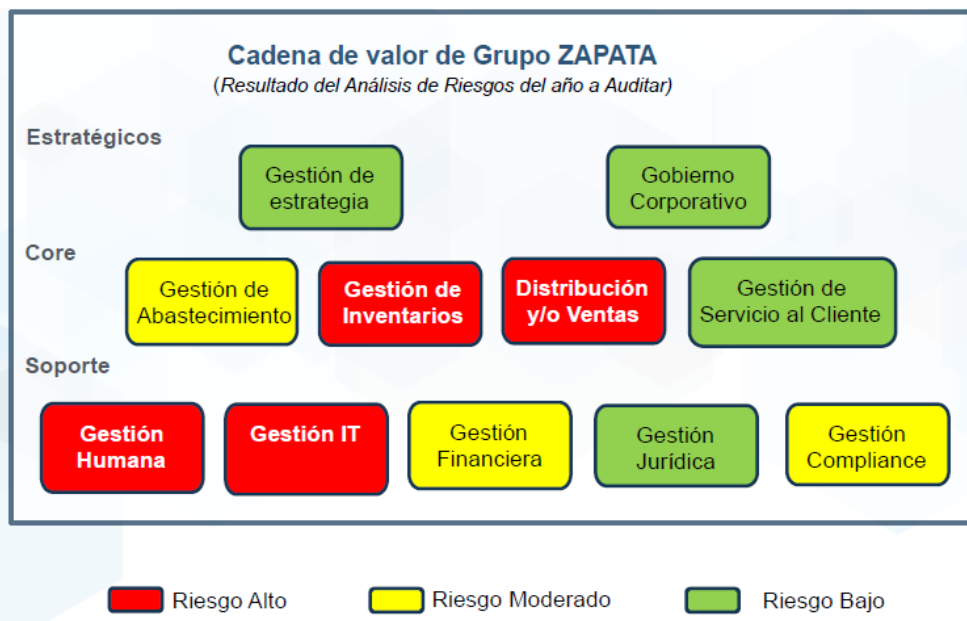 Cadena de valor de Grupo ZAPATA
(Resultado del Análisis de Riesgos del año a Auditar)
Estratégicos
Gestión de
estrategia
Gobierno
Corporativo
Core
Gestión de
Abastecimiento
Gestión de
Inventarios
Distribución
y/o Ventas
Gestión de
Servicio al Cliente
Soporte
Gestión
Humana
Gestión IT
Gestión
Financiera
Gestión
Jurídica
Gestión
Compliance
Riesgo Alto
Riesgo Moderado
Riesgo Bajo